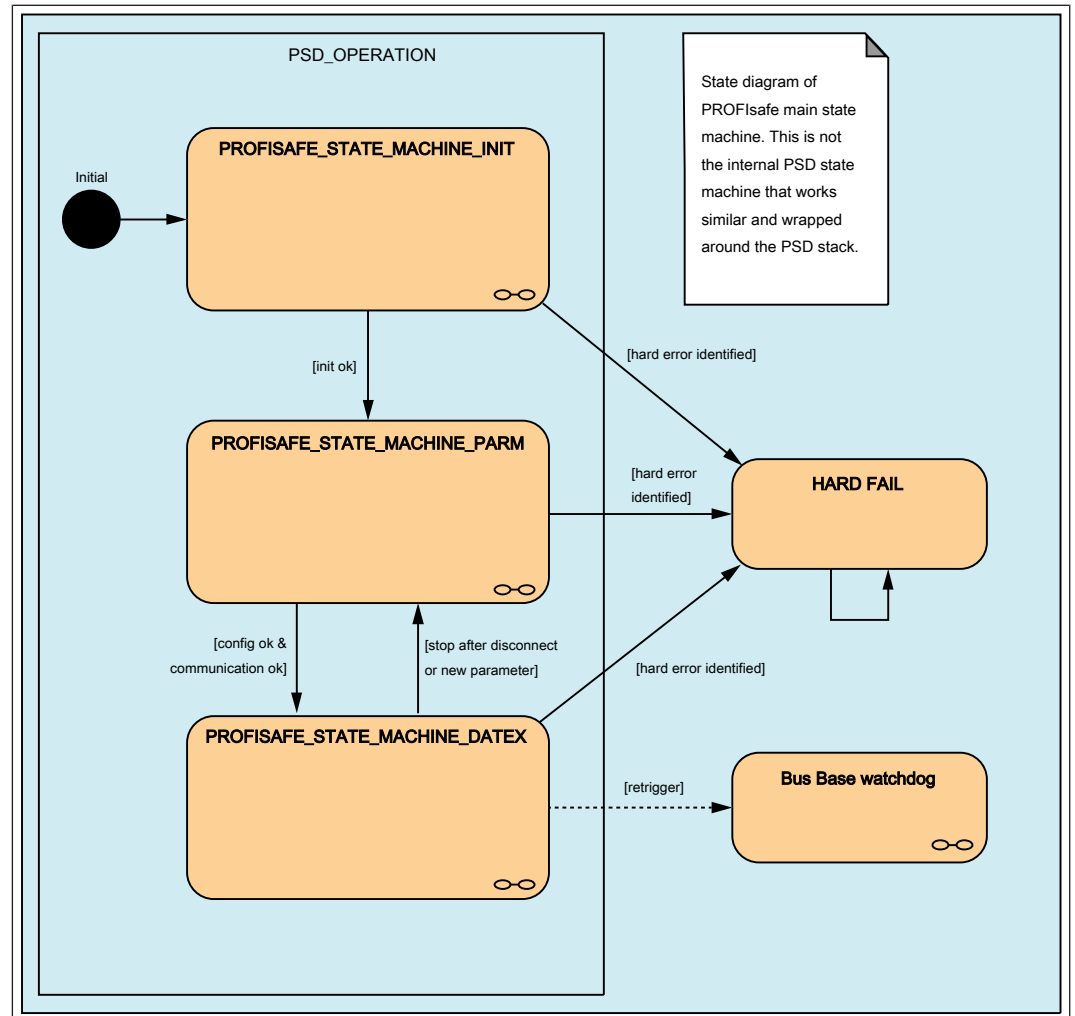 PSD_OPERATION
State diagram of
PROFIsafe main state
machine. This is not
the internal PSD state
machine that works
similar and wrapped
around the PSD stack.
PROFISAFE_STATE_MACHINE_INIT
Initial
[hard error identified]
[init ok]
PROFISAFE_STATE_MACHINE_PARM
[hard error
identified]
HARD FAIL
[config ok &
communication ok]
[stop after disconnect
or new parameter]
[hard error identified]
PROFISAFE_STATE_MACHINE_DATEX
[retrigger]
Bus Base watchdog